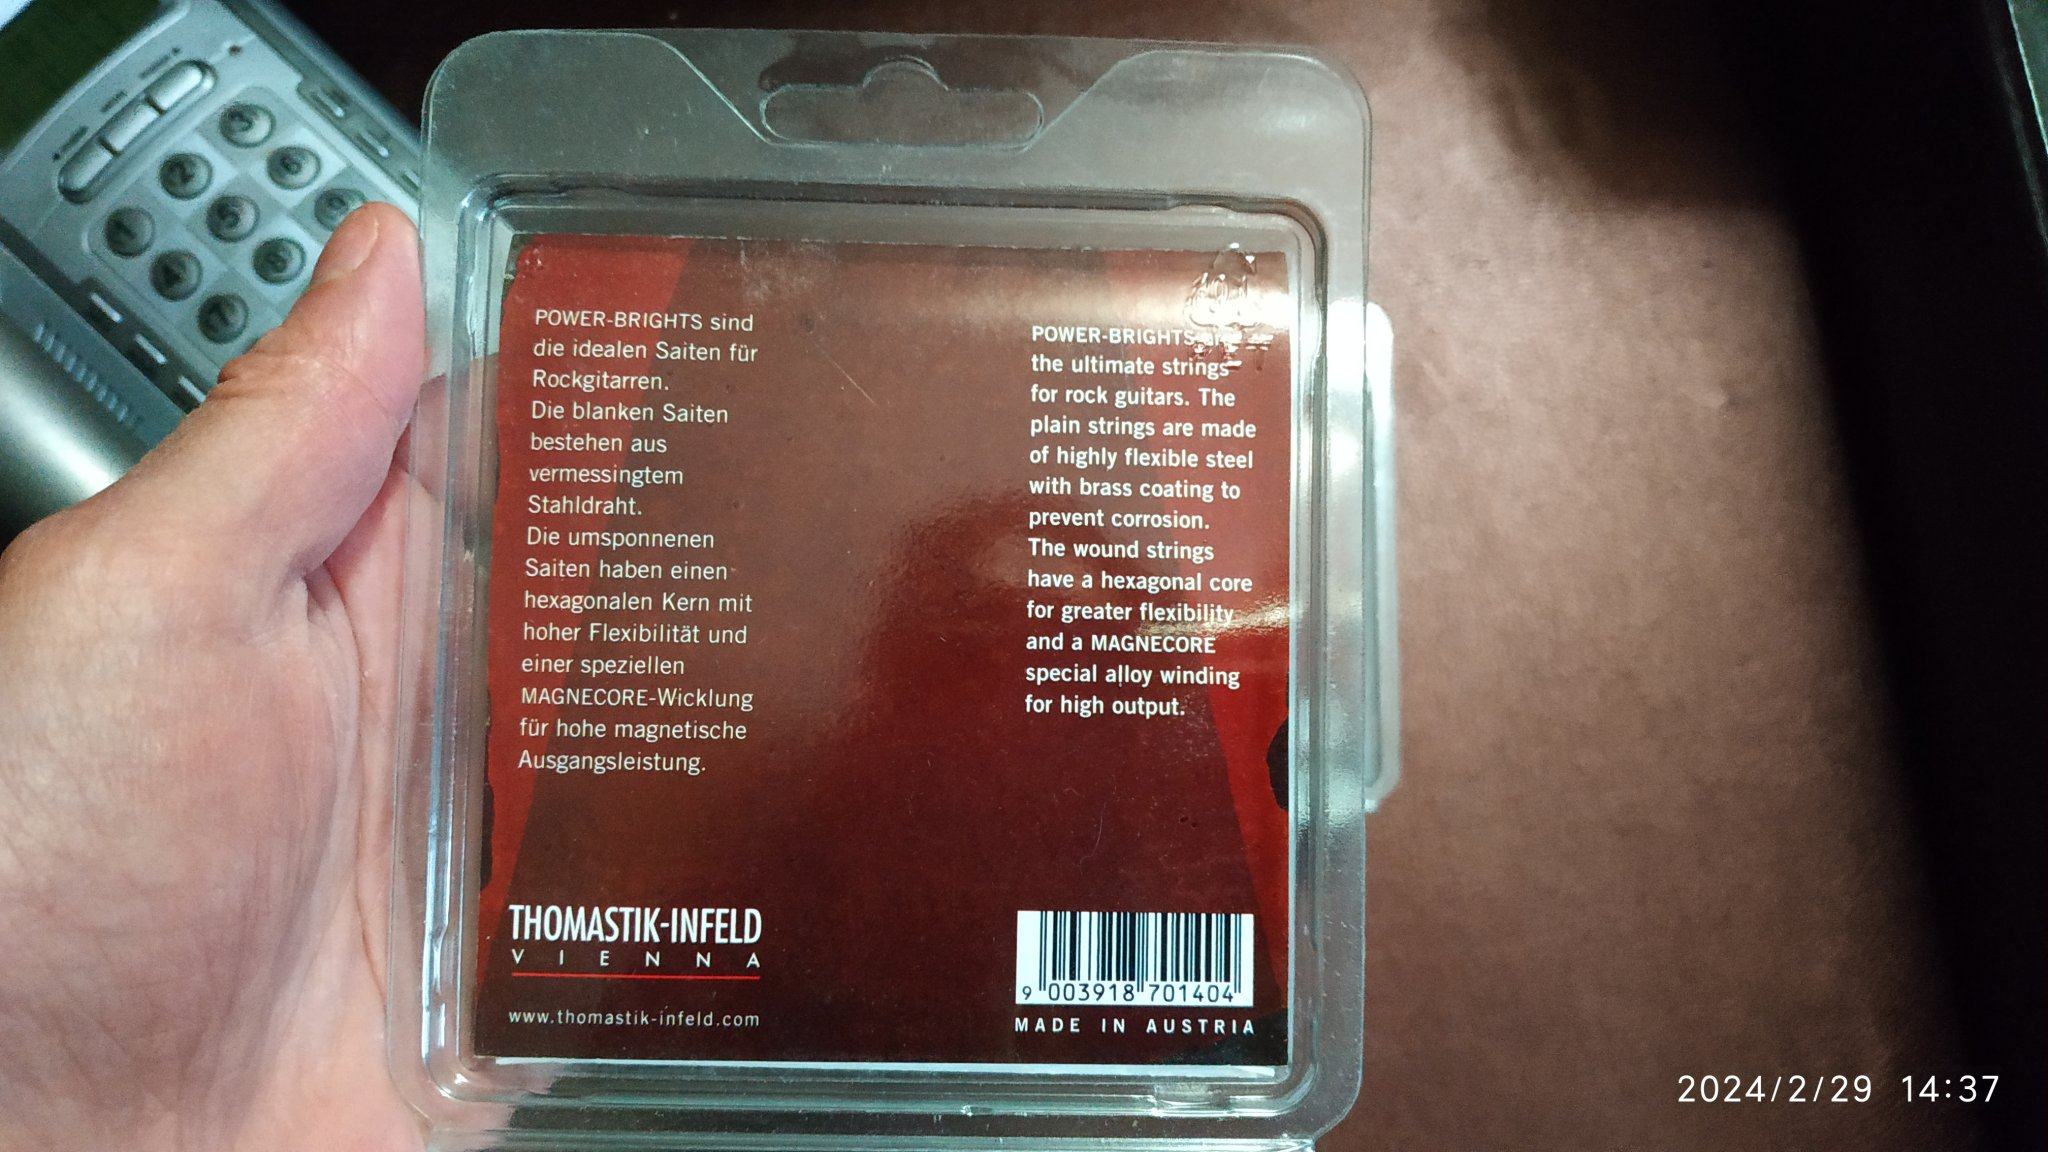 POWER-BRIGHTS sind
die idealen Saiten für
Rockgitarren.
Die blanken Saiten
bestehen aus
vermessingtem
Stahldraht.
Die umsponnenen
Saiten haben einen
hexagonalen Kern mit
hoher Flexibilität und
einer speziellen
MAGNECORE-Wicklung
für hohe magnetische
Ausgangsleistung.
POWER-BRIGHTS
the ultimate strings
for rock guitars. The
plain strings are made
of highly flexible steel
with brass coating to
prevent corrosion.
The wound strings
have a hexagonal core
for greater flexibility
and a MAGNECORE
special alloy winding
for high output.
THOMASTIK-INFELD
VIENNA
www.thomastik-infeld.com
9 003918 701404
MADE IN AUSTRIA
2024/2/29 14:37